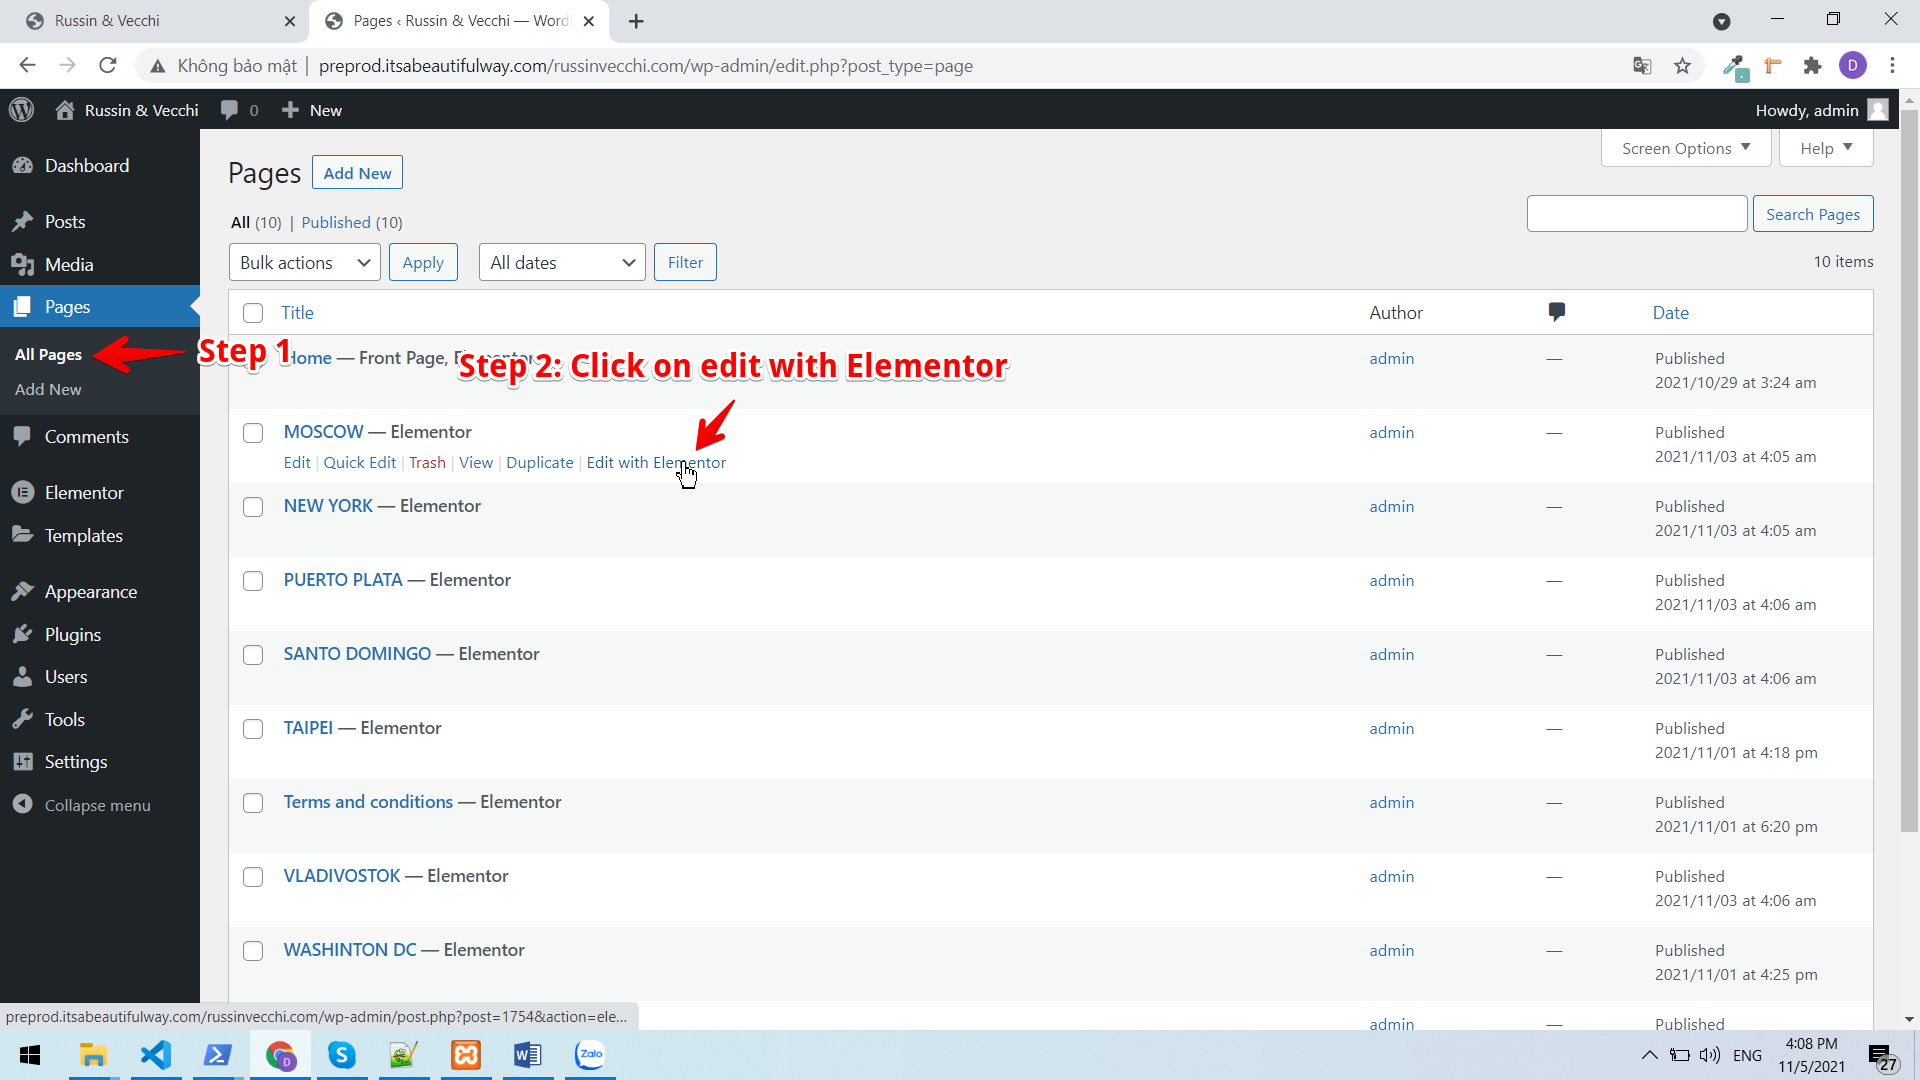 Russin & Vecchi
Pages ‹ Russin & Vecchi — Word
Không bảo mật | preprod.itsabeautifulway.com/russinvecchi.com/wp-admin/edit.php?post_type=page
D
Russin & Vecchi 0 New Howdy, admin
Screen Options Help
Dashboard
Posts
Media
Pages
All Pages
Add New
Comments
Elementor
Templates
Appearance
Plugins
Users
Tools
Settings
Collapse menu
Step 1
Step 2: Click on edit with Elementor
Pages Add New
All (10) | Published (10)
Search Pages
Bulk actions Apply All dates Filter 10 items
Title Author Date
Home — Front Page, Elementor admin — Published
2021/10/29 at 3:24 am
MOSCOW — Elementor admin — Published
Edit | Quick Edit | Trash | View | Duplicate | Edit with Elementor 2021/11/03 at 4:05 am
NEW YORK — Elementor admin — Published
2021/11/03 at 4:05 am
PUERTO PLATA — Elementor admin — Published
2021/11/03 at 4:06 am
SANTO DOMINGO — Elementor admin — Published
2021/11/03 at 4:06 am
TAIPEI — Elementor admin — Published
2021/11/01 at 4:18 pm
Terms and conditions — Elementor admin — Published
2021/11/01 at 6:20 pm
VLADIVOSTOK — Elementor admin — Published
2021/11/03 at 4:06 am
WASHINTON DC — Elementor admin — Published
2021/11/01 at 4:25 pm
admin — Published
preprod.itsabeautifulway.com/russinvecchi.com/wp-admin/post.php?post=1754&action=ele...
Zalo
ENG
4:08 PM
11/5/2021
27